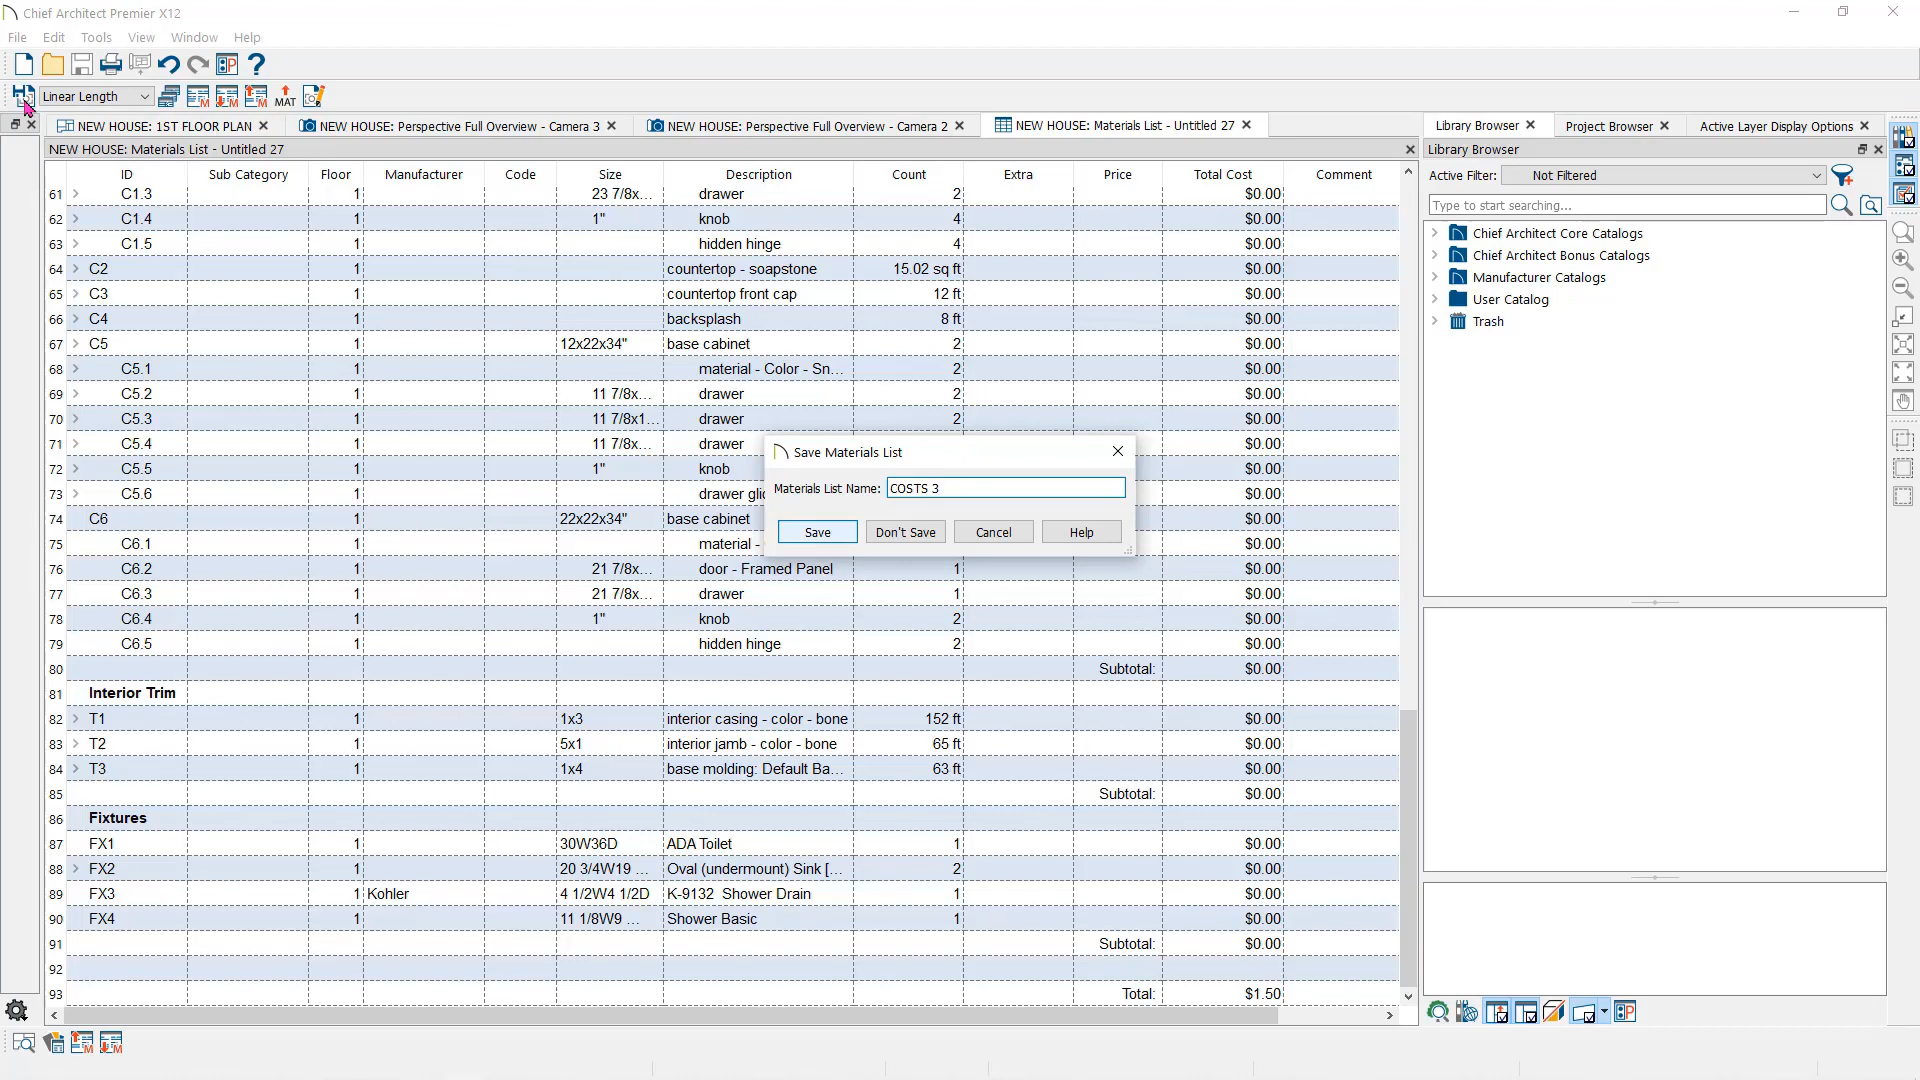 Chief Architect Premier X12
File Edit Tools View Window Help
Linear Length
MAT
NEW HOUSE: 1ST FLOOR PLAN
NEW HOUSE: Perspective Full Overview - Camera 3
NEW HOUSE: Perspective Full Overview - Camera 2
NEW HOUSE: Materials List - Untitled 27
Library Browser
Project Browser
Active Layer Display Options
NEW HOUSE: Materials List - Untitled 27
ID Sub Category Floor Manufacturer Code Size Description Count Extra Price Total Cost Comment
61 C1.3 1 23 7/8x... drawer 2 $0.00
62 C1.4 1 1" knob 4 $0.00
63 C1.5 1 hidden hinge 4 $0.00
64 C2 1 countertop - soapstone 15.02 sq ft $0.00
65 C3 1 countertop front cap 12 ft $0.00
66 C4 1 backsplash 8 ft $0.00
67 C5 1 12x22x34" base cabinet 2 $0.00
68 C5.1 1 material - Color - Sn... 2 $0.00
69 C5.2 1 11 7/8x... drawer 2 $0.00
70 C5.3 1 11 7/8x1... drawer 2 $0.00
71 C5.4 1 11 7/8x... drawer $0.00
72 C5.5 1 1" knob $0.00
73 C5.6 1 drawer $0.00
74 C6 1 22x22x34" base cabinet $0.00
75 C6.1 1 material - $0.00
76 C6.2 1 21 7/8x... door - Framed Panel 1 $0.00
77 C6.3 1 21 7/8x... drawer 1 $0.00
78 C6.4 1 1" knob 2 $0.00
79 C6.5 1 hidden hinge 2 $0.00
80 Subtotal: $0.00
81 Interior Trim
82 T1 1 1x3 interior casing - color - bone 152 ft $0.00
83 T2 1 5x1 interior jamb - color - bone 65 ft $0.00
84 T3 1 1x4 base molding: Default Ba... 63 ft $0.00
85 Subtotal: $0.00
86 Fixtures
87 FX1 1 30W36D ADA Toilet 1 $0.00
88 FX2 1 20 3/4W19 ... Oval (undermount) Sink [... 2 $0.00
89 FX3 1 Kohler 4 1/2W4 1/2D K-9132 Shower Drain 1 $0.00
90 FX4 1 11 1/8W9 ... Shower Basic 1 $0.00
91 Subtotal: $0.00
92
93 Total: $1.50
Save Materials List
Materials List Name: COSTS 3
Save Don't Save Cancel Help
Library Browser
Active Filter: Not Filtered
Type to start searching...
Chief Architect Core Catalogs
Chief Architect Bonus Catalogs
Manufacturer Catalogs
User Catalog
Trash